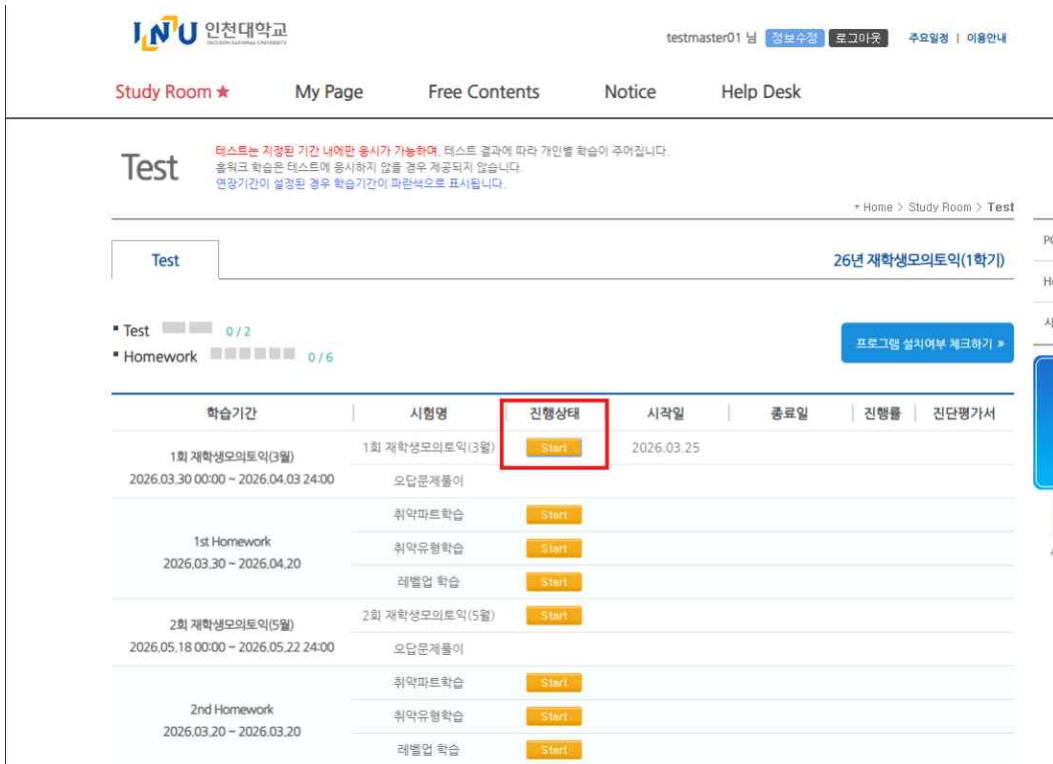 INU 인천대학교
testmaster01 님 정보수정 로그아웃 주요일정 | 이용안내
Study Room ★ My Page Free Contents Notice Help Desk
Test
테스트는 지정된 기간 내에만 응시가 가능하며, 테스트 결과에 따라 개인별 학습이 주어집니다.
홈워크 학습은 테스트에 응시하지 않을 경우 제공되지 않습니다.
연장기간이 설정된 경우 학습기간이 파란색으로 표시됩니다.
Home > Study Room > Test
Test
26년 재학생모의토익(1학기)
Test 0 / 2
Homework 0 / 6
프로그램 설치여부 체크하기 »
학습기간 시험명 진행상태 시작일 종료일 진행률 진단평가서
1회 재학생모의토익(3월)
2026.03.30 00:00 ~ 2026.04.03 24:00
1회 재학생모의토익(3월) Start 2026.03.25
오답문제풀이
1st Homework
2026.03.30 ~ 2026.04.20
취약파트학습 Start
취약유형학습 Start
레벨업 학습 Start
2회 재학생모의토익(5월)
2026.05.18 00:00 ~ 2026.05.22 24:00
2회 재학생모의토익(5월) Start
오답문제풀이
2nd Homework
2026.03.20 ~ 2026.03.20
취약파트학습 Start
취약유형학습 Start
레벨업 학습 Start